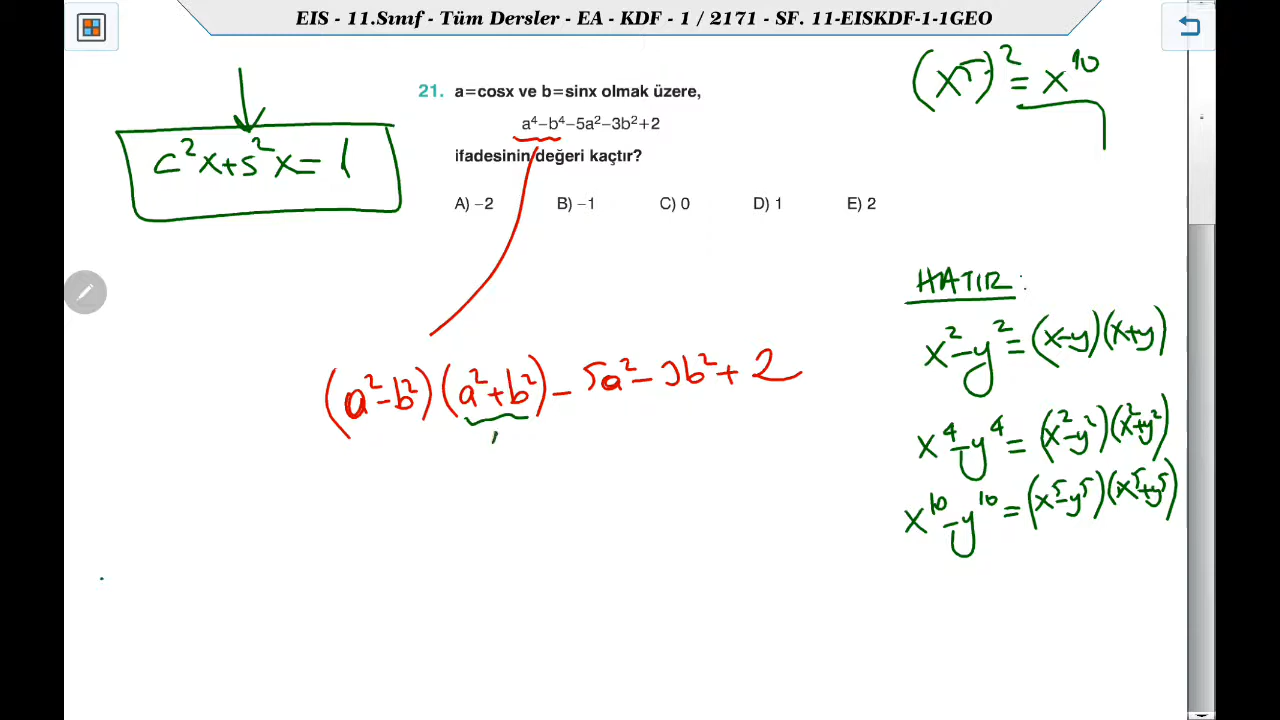 EIS - 11.Sınıf - Tüm Dersler - EA - KDF - 1 / 2171 - SF. 11-EISKDF-1-1GEO
(x⁵)² = x¹⁰
c²x+s²x=1
21. a=cosx ve b=sinx olmak üzere,
a⁴–b⁴–5a²–3b²+2
ifadesinin değeri kaçtır?
A) –2 B) –1 C) 0 D) 1 E) 2
HATIR :
x²-y²=(x-y)(x+y)
(a²-b²)(a²+b²)-5a²-3b²+2
1
x⁴-y⁴=(x²-y²)(x²+y²)
x¹⁰-y¹⁰=(x⁵-y⁵)(x⁵+y⁵)